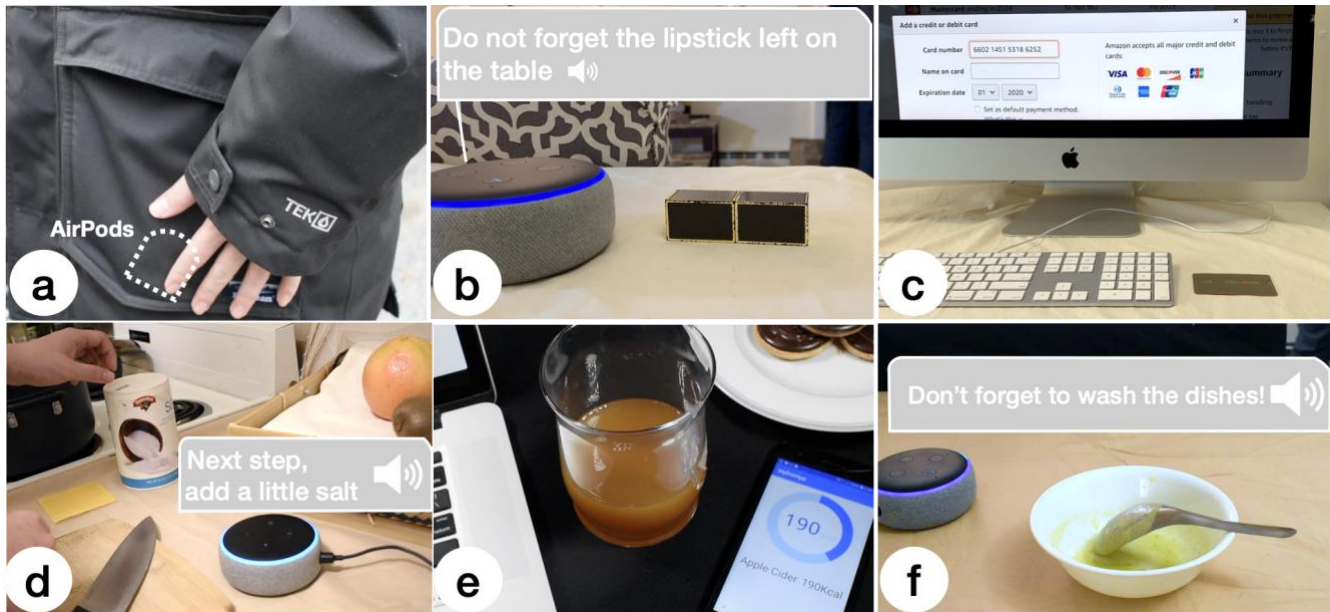 AirPods
TEK6
a
Do not forget the lipstick left on
the table
b
Add a credit or debit card
Card number
6602 1451 5318 6252
Amazon accepts all major credit and debit
cards:
Name on card
VISA
DISCOVER
JCB
Expiration date
01
2020
Set as default payment method.
ummary
handling
c
Next step,
add a little salt
d
190
Apple Cider 190Kcal
e
Don't forget to wash the dishes!
f